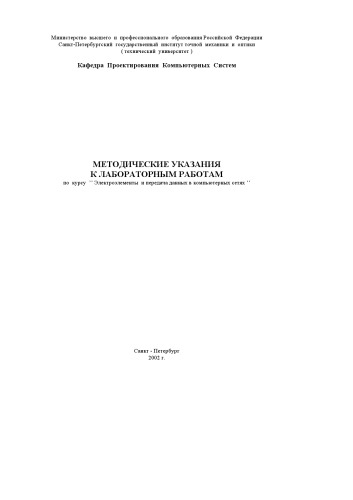 Министерство высшего и профессионального образования Российской Федерации
Санкт-Петербургский государственный институт точной механики и оптики
( технический университет )
Кафедра Проектирования Компьютерных Систем
МЕТОДИЧЕСКИЕ УКАЗАНИЯ
К ЛАБОРАТОРНЫМ РАБОТАМ
по курсу " Электроэлементы и передача данных в компьютерных сетях "
Санкт - Петербург
2002 г.